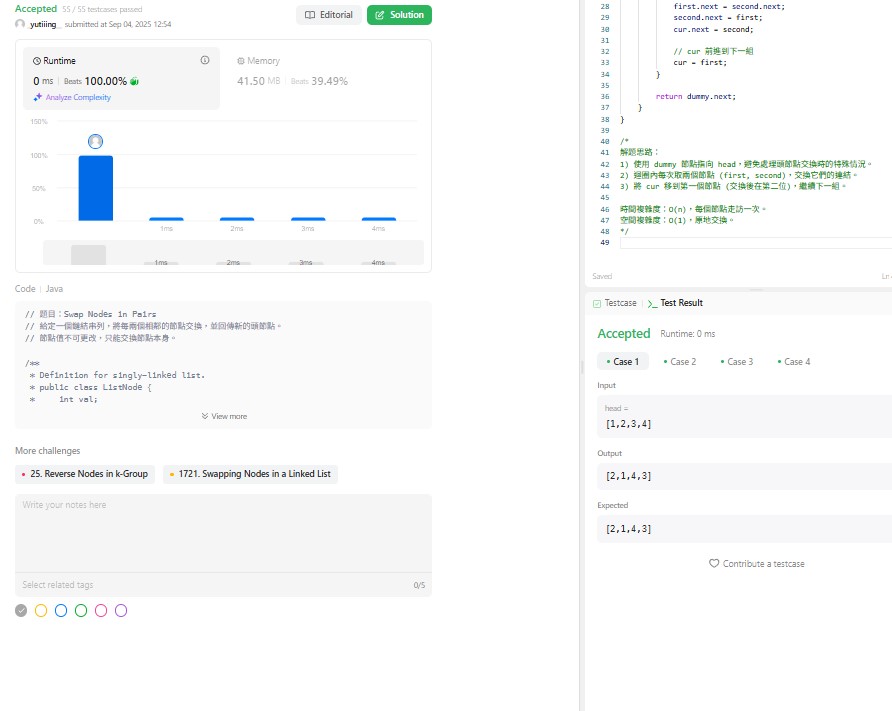 Accepted 55 / 55 testcases passed
yutiiing_ submitted at Sep 04, 2025 12:54
Editorial
Solution
Runtime
0 ms | Beats 100.00%
Analyze Complexity
Memory
41.50 MB | Beats 39.49%
150%
100%
50%
0%
1ms 2ms 3ms 4ms
1ms 2ms 3ms 4ms
Code | Java
// 題目：Swap Nodes in Pairs
// 給定一個鏈結串列，將每兩個相鄰的節點交換，並回傳新的頭節點。
// 節點值不可更改，只能交換節點本身。
/**
* Definition for singly-linked list.
* public class ListNode {
*     int val;
View more
More challenges
25. Reverse Nodes in k-Group
1721. Swapping Nodes in a Linked List
Write your notes here
Select related tags 0/5
28 first.next = second.next;
29 second.next = first;
30 cur.next = second;
31
32 // cur 前進到下一組
33 cur = first;
34 }
35
36 return dummy.next;
37 }
38 }
39
40 /*
41 解題思路：
42 1) 使用 dummy 節點指向 head，避免處理頭節點交換時的特殊情況。
43 2) 迴圈內每次取兩個節點 (first, second)，交換它們的連結。
44 3) 將 cur 移到第一個節點 (交換後在第二位)，繼續下一組。
45
46 時間複雜度：O(n)，每個節點走訪一次。
47 空間複雜度：O(1)，原地交換。
48 */
49
Saved
Ln
Testcase | Test Result
Accepted Runtime: 0 ms
Case 1 Case 2 Case 3 Case 4
Input
head =
[1,2,3,4]
Output
[2,1,4,3]
Expected
[2,1,4,3]
Contribute a testcase